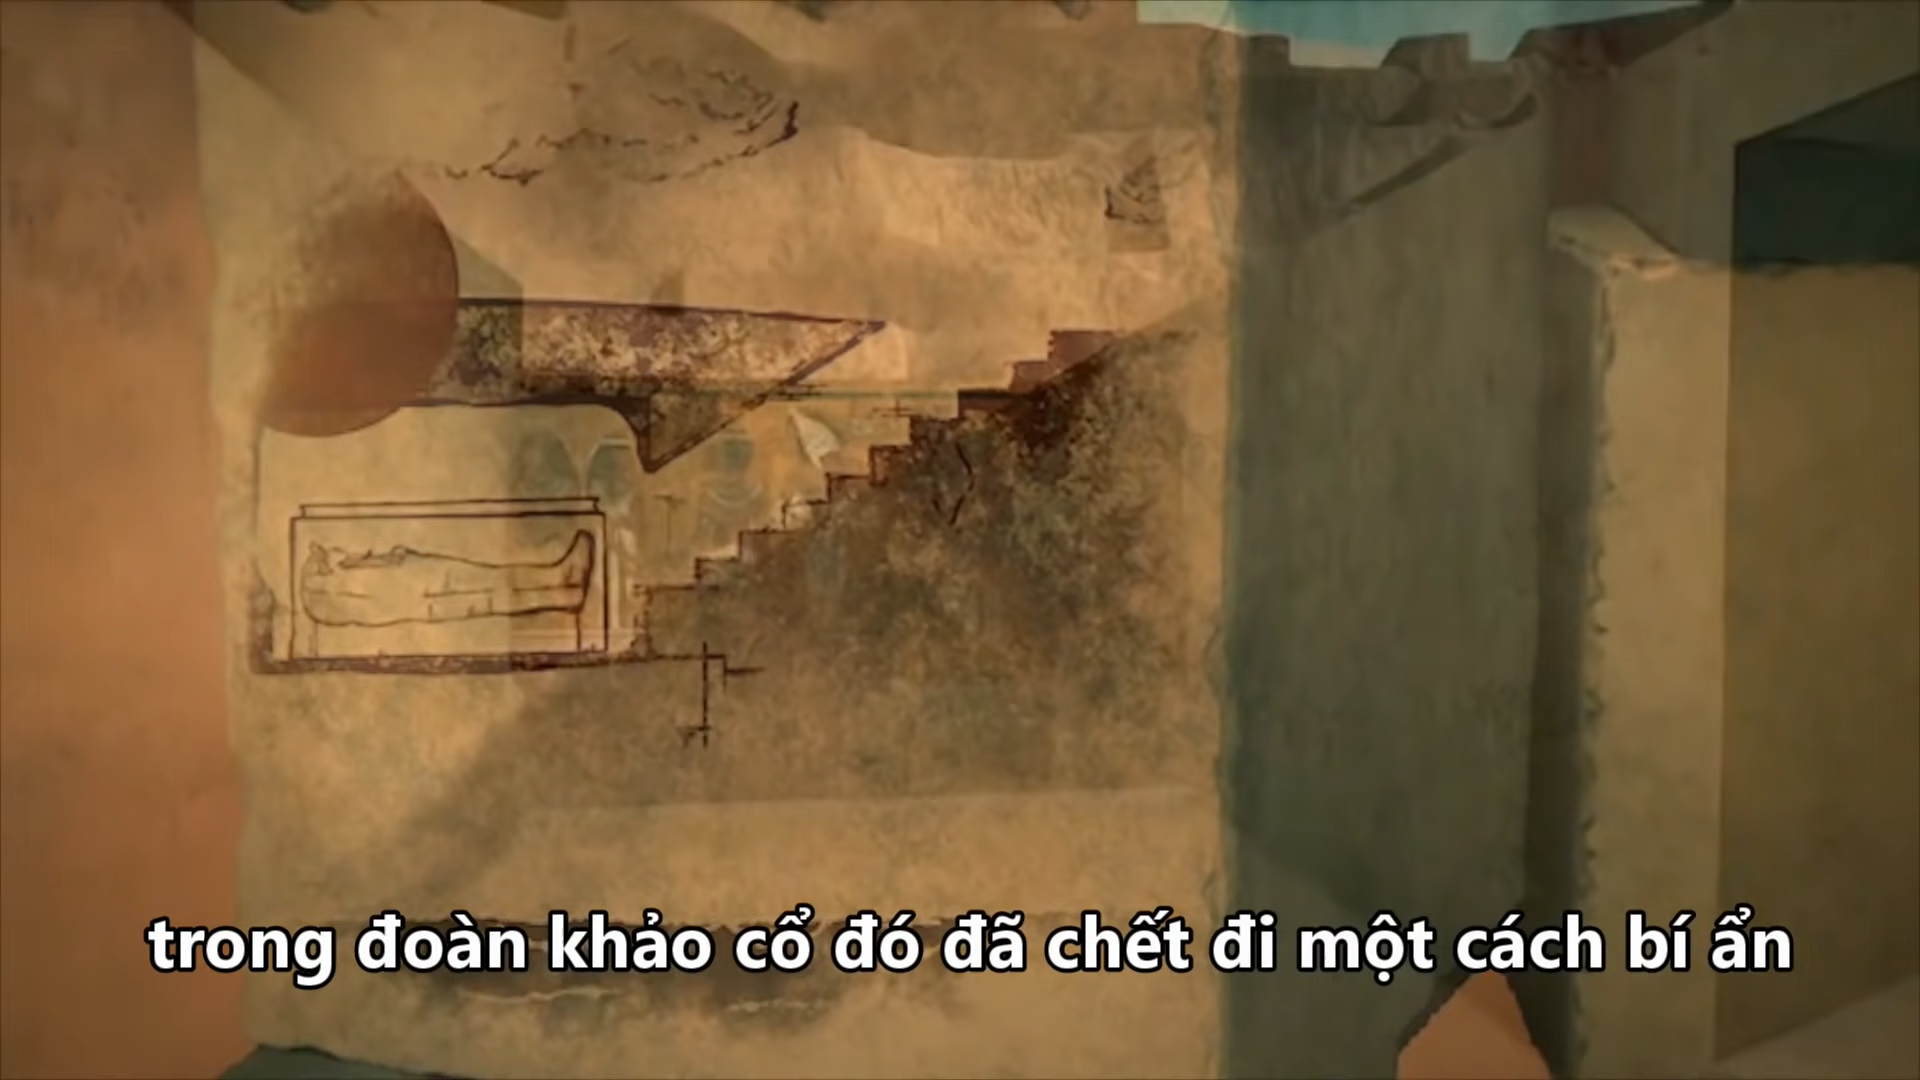 trong đoàn khảo cổ đó đã chết đi một cách bí ẩn